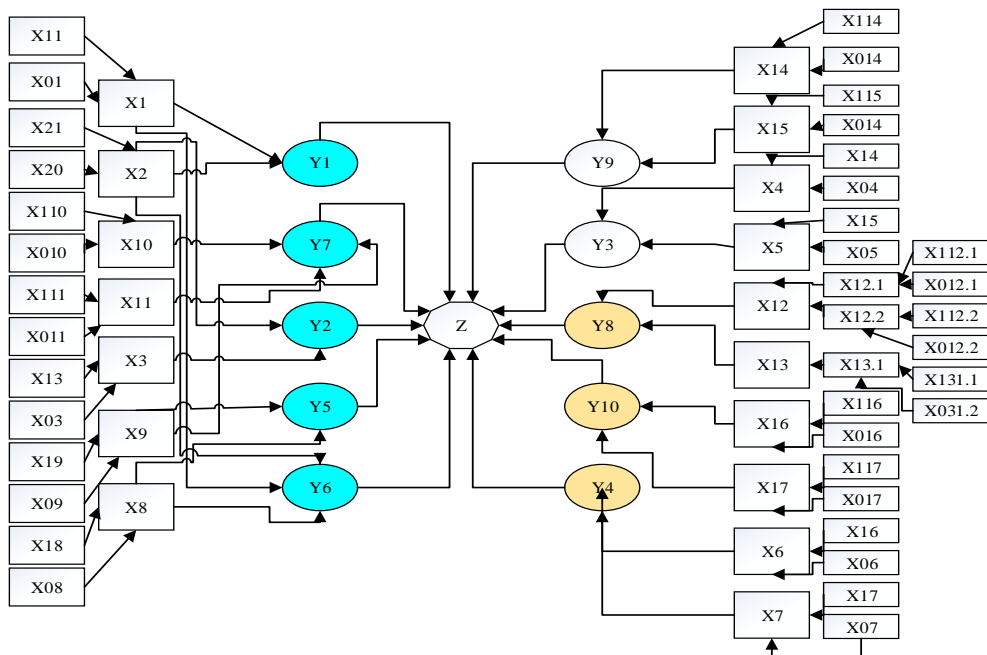 X11
X01
X21
X20
X110
X010
X111
X011
X13
X03
X19
X09
X18
X08
X1
X2
X10
X11
X3
X9
X8
Y1
Y7
Y2
Y5
Y6
Z
Y9
Y3
Y8
Y10
Y4
X14
X15
X4
X5
X12
X13
X16
X17
X6
X7
X114
X014
X115
X014
X14
X04
X15
X05
X12.1
X12.2
X13.1
X116
X016
X117
X017
X16
X06
X17
X07
X112.1
X012.1
X112.2
X012.2
X131.1
X031.2